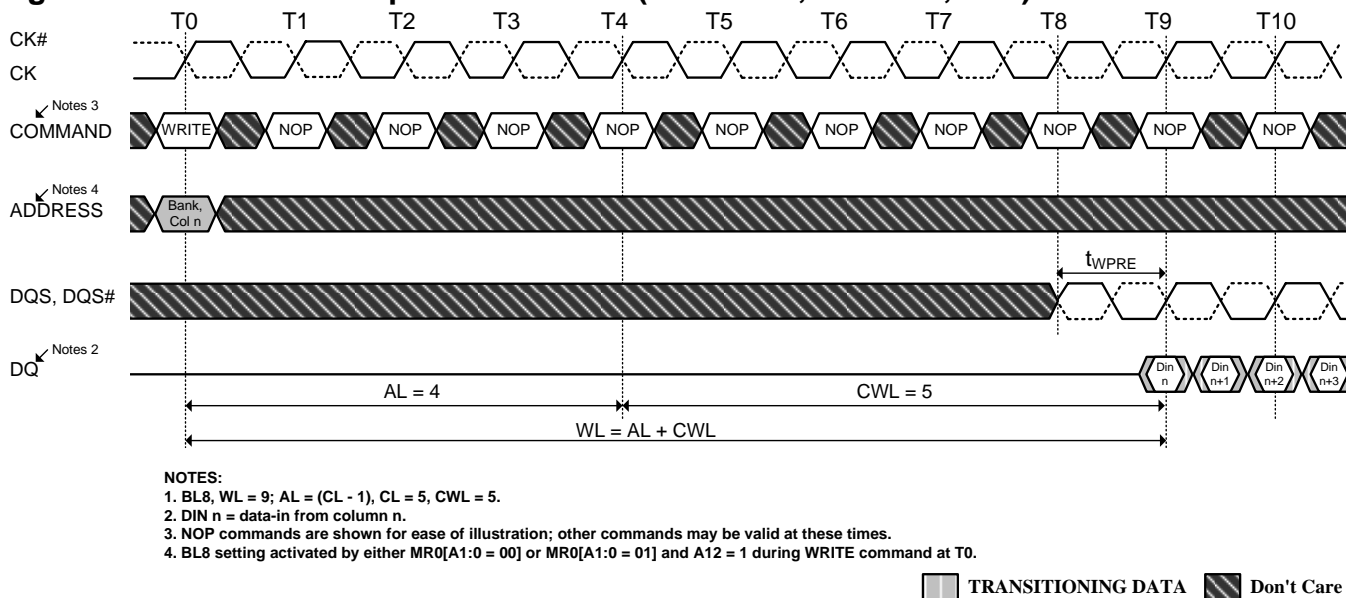 T0 T1 T2 T3 T4 T5 T6 T7 T8 T9 T10
CK#
CK
Notes 3
COMMAND
WRITE NOP NOP NOP NOP NOP NOP NOP NOP NOP NOP
Notes 4
ADDRESS
Bank,
Col n
tWPRE
DQS, DQS#
Notes 2
DQ
Din n
Din n+1
Din n+2
Din n+3
AL = 4
CWL = 5
WL = AL + CWL
NOTES:
1. BL8, WL = 9; AL = (CL - 1), CL = 5, CWL = 5.
2. DIN n = data-in from column n.
3. NOP commands are shown for ease of illustration; other commands may be valid at these times.
4. BL8 setting activated by either MR0[A1:0 = 00] or MR0[A1:0 = 01] and A12 = 1 during WRITE command at T0.
TRANSITIONING DATA
Don't Care